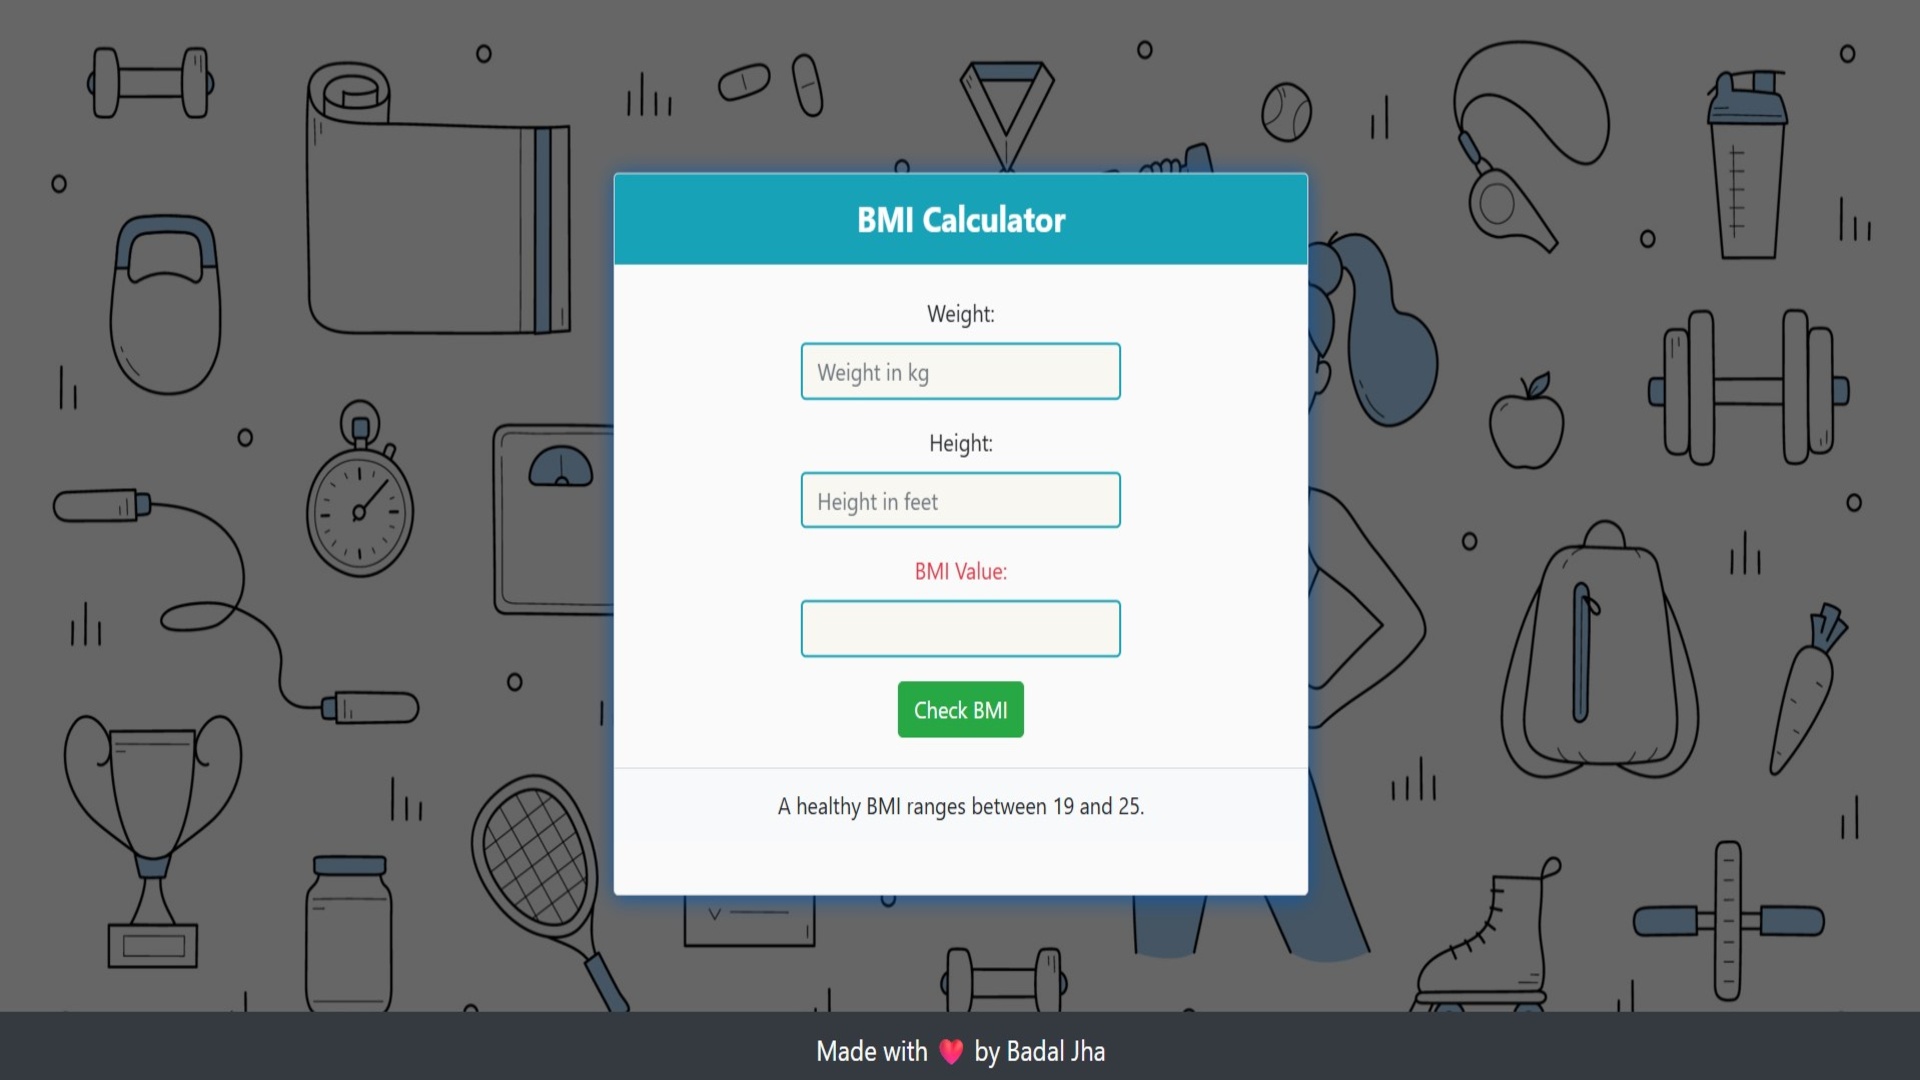 BMI Calculator
Weight:
Weight in kg
Height:
Height in feet
BMI Value:
Check BMI
A healthy BMI ranges between 19 and 25.
Made with ❤ by Badal Jha